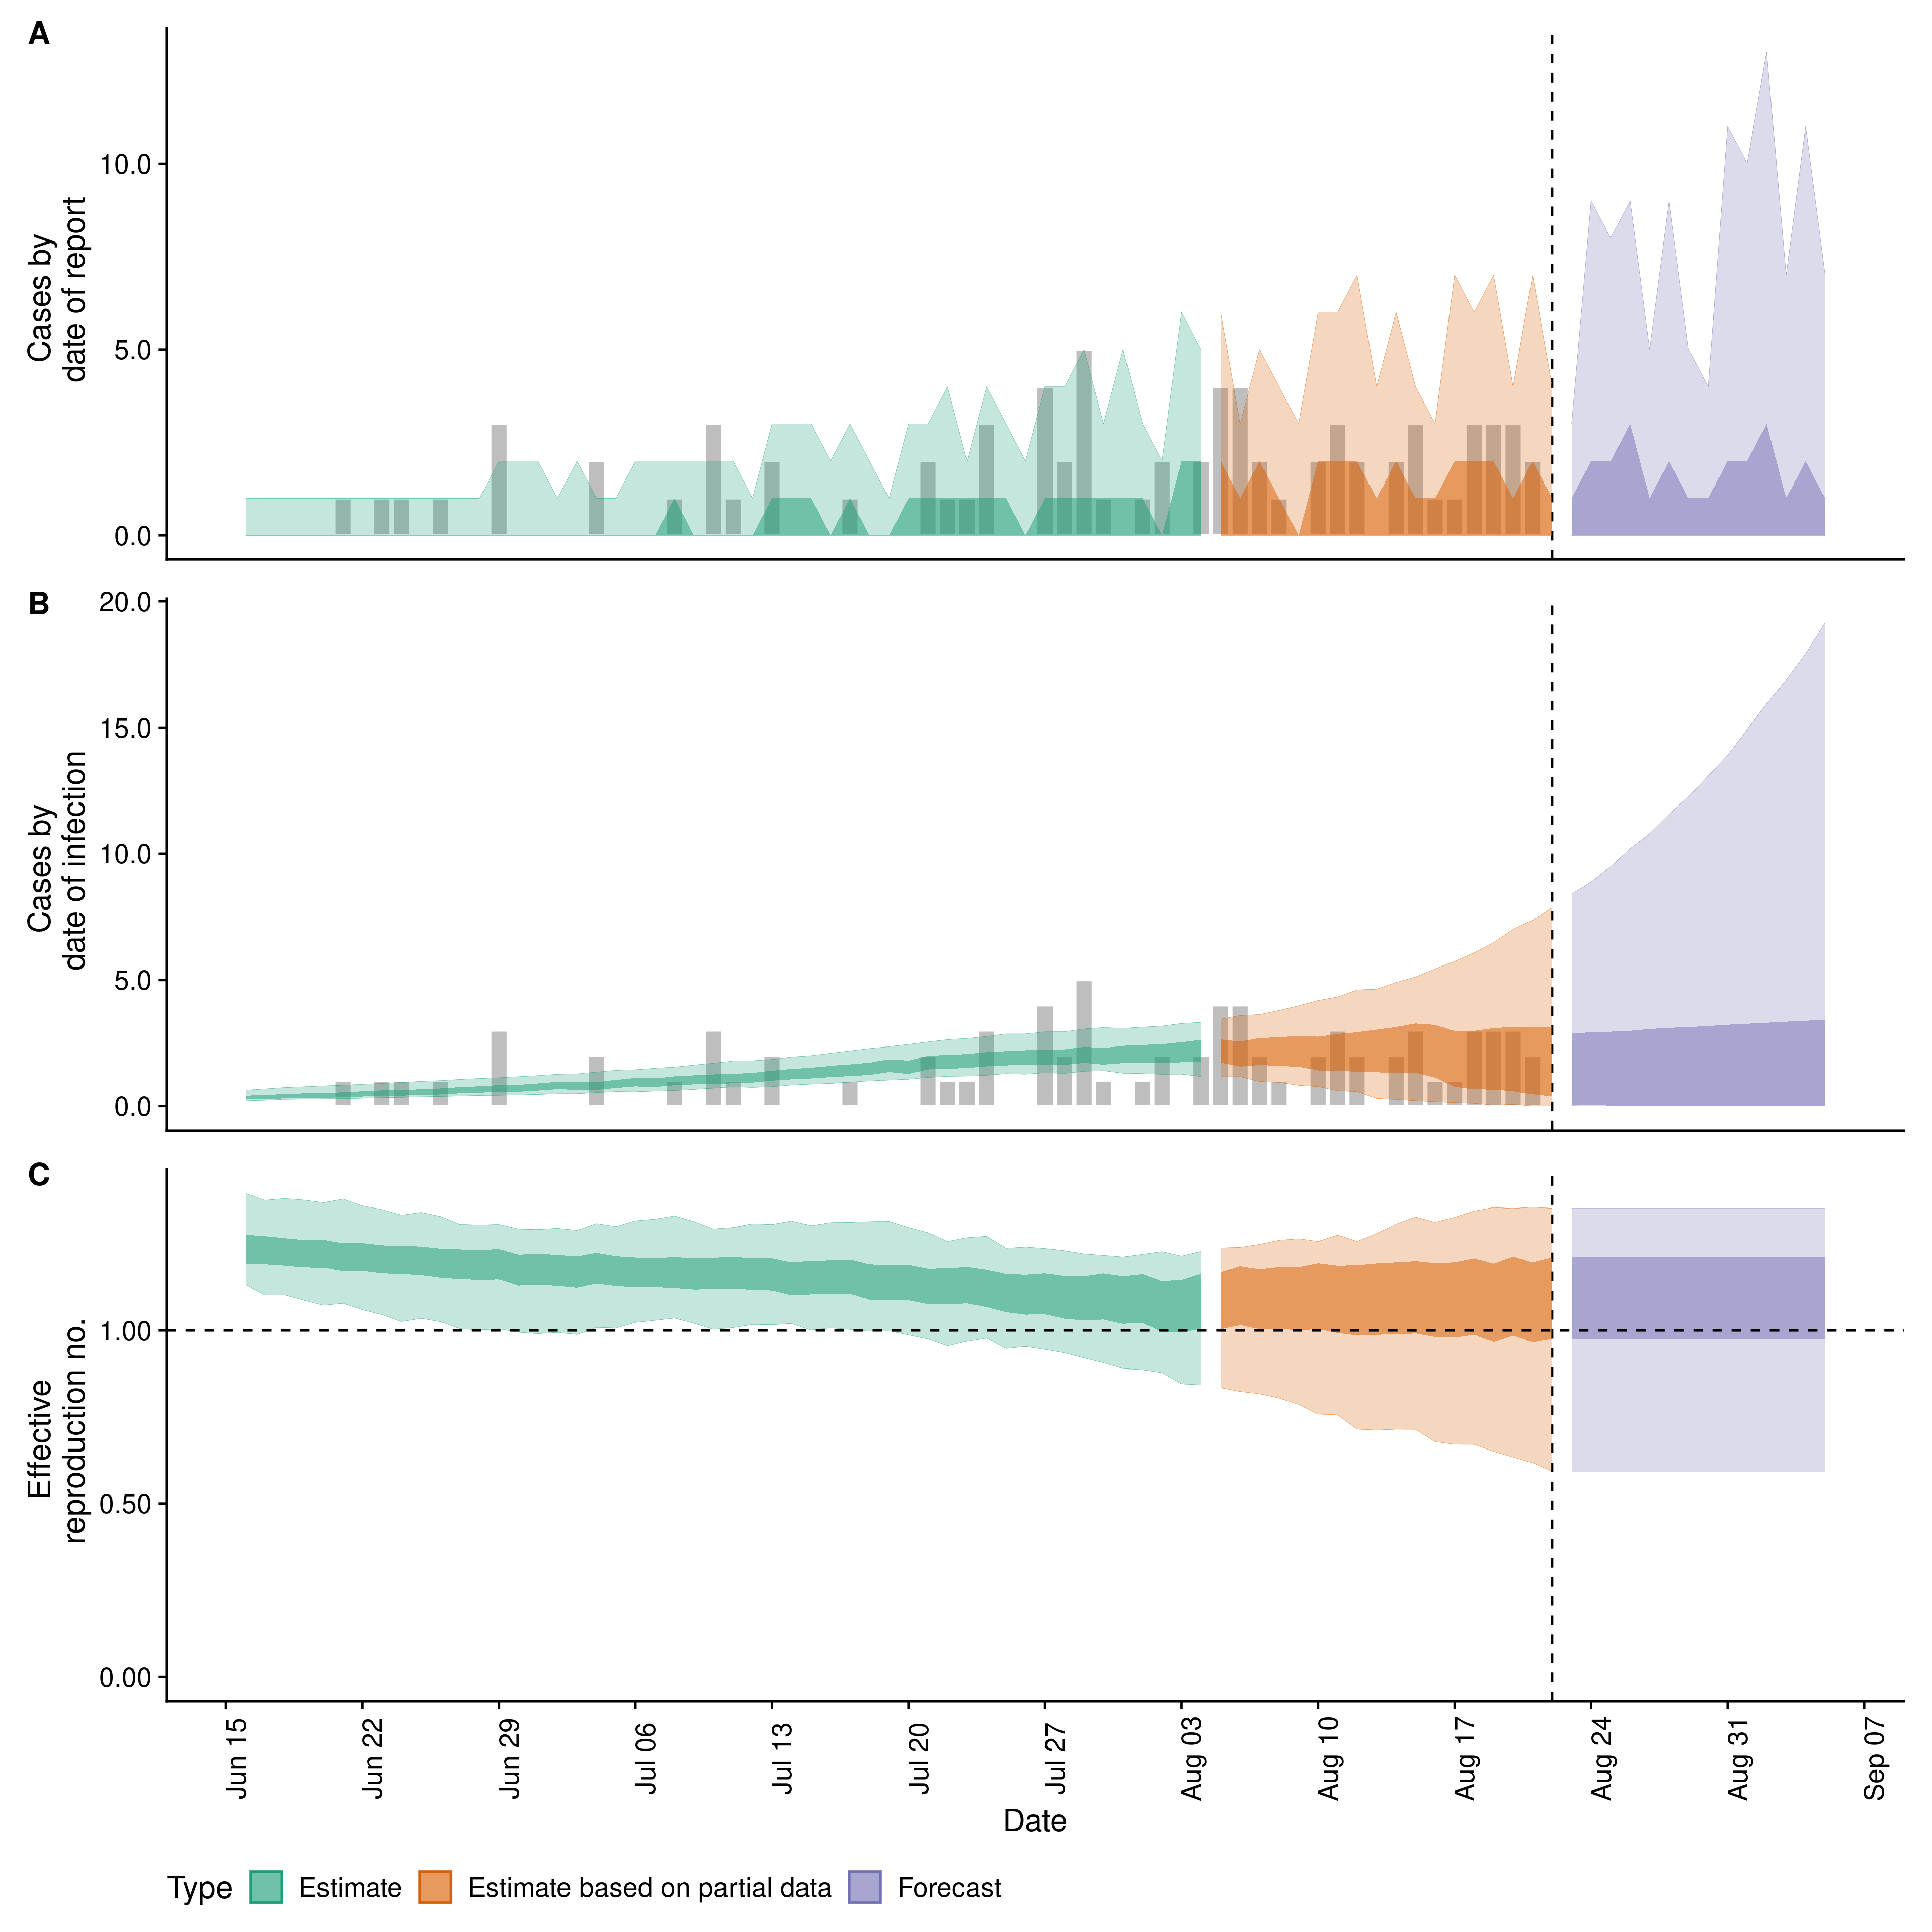 A
Cases by
date of report
10.0
5.0
0.0
B
Cases by
date of infection
20.0
15.0
10.0
5.0
0.0
C
Effective
reproduction no.
1.00
0.50
0.00
Jun 15
Jun 22
Jun 29
Jul 06
Jul 13
Jul 20
Jul 27
Aug 03
Aug 10
Aug 17
Aug 24
Aug 31
Sep 07
Date
Type Estimate Estimate based on partial data Forecast